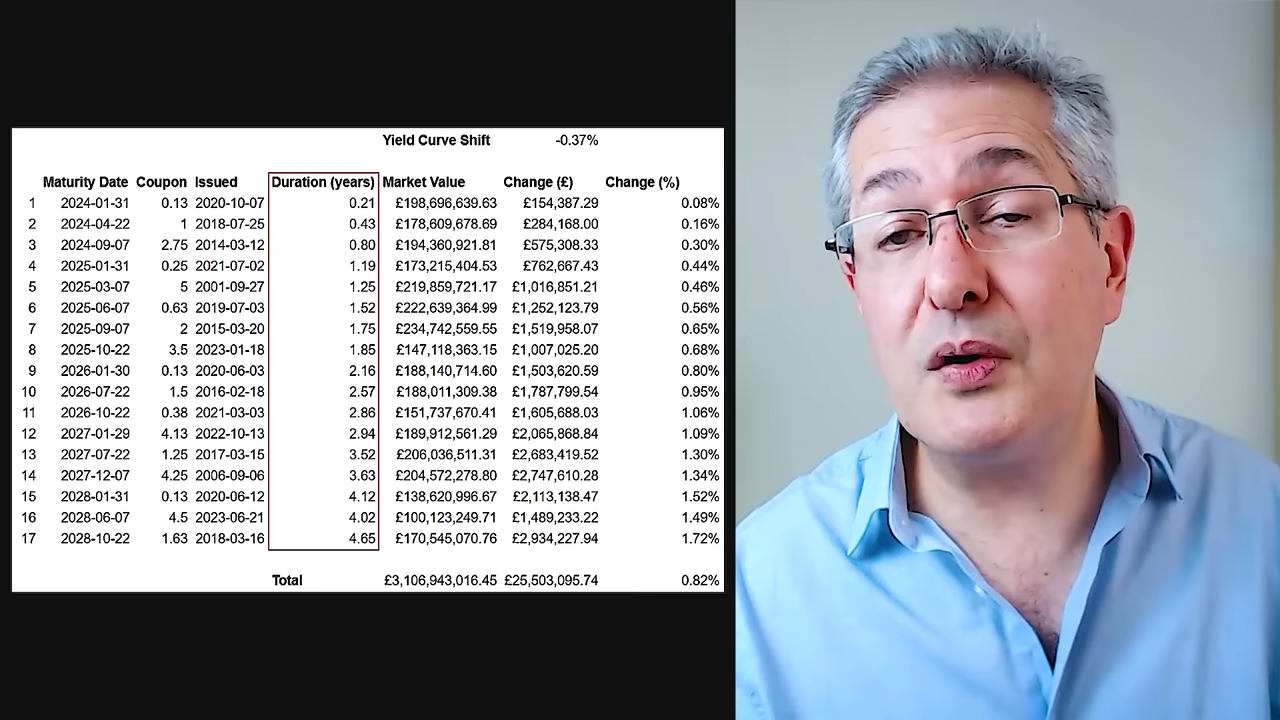 Yield Curve Shift -0.37%
Maturity Date Coupon Issued Duration (years) Market Value Change (£) Change (%)
1 2024-01-31 0.13 2020-10-07 0.21 £198,696,639.63 £154,387.29 0.08%
2 2024-04-22 1 2018-07-25 0.43 £178,609,678.69 £284,168.00 0.16%
3 2024-09-07 2.75 2014-03-12 0.80 £194,360,921.81 £575,308.33 0.30%
4 2025-01-31 0.25 2021-07-02 1.19 £173,215,404.53 £762,667.43 0.44%
5 2025-03-07 5 2001-09-27 1.25 £219,859,721.17 £1,016,851.21 0.46%
6 2025-06-07 0.63 2019-07-03 1.52 £222,639,364.99 £1,252,123.79 0.56%
7 2025-09-07 2 2015-03-20 1.75 £234,742,559.55 £1,519,958.07 0.65%
8 2025-10-22 3.5 2023-01-18 1.85 £147,118,363.15 £1,007,025.20 0.68%
9 2026-01-30 0.13 2020-06-03 2.16 £188,140,714.60 £1,503,620.59 0.80%
10 2026-07-22 1.5 2016-02-18 2.57 £188,011,309.38 £1,787,799.54 0.95%
11 2026-10-22 0.38 2021-03-03 2.86 £151,737,670.41 £1,605,688.03 1.06%
12 2027-01-29 4.13 2022-10-13 2.94 £189,912,561.29 £2,065,868.84 1.09%
13 2027-07-22 1.25 2017-03-15 3.52 £206,036,511.31 £2,683,419.52 1.30%
14 2027-12-07 4.25 2006-09-06 3.63 £204,572,278.80 £2,747,610.28 1.34%
15 2028-01-31 0.13 2020-06-12 4.12 £138,620,996.67 £2,113,138.47 1.52%
16 2028-06-07 4.5 2023-06-21 4.02 £100,123,249.71 £1,489,233.22 1.49%
17 2028-10-22 1.63 2018-03-16 4.65 £170,545,070.76 £2,934,227.94 1.72%
Total £3,106,943,016.45 £25,503,095.74 0.82%